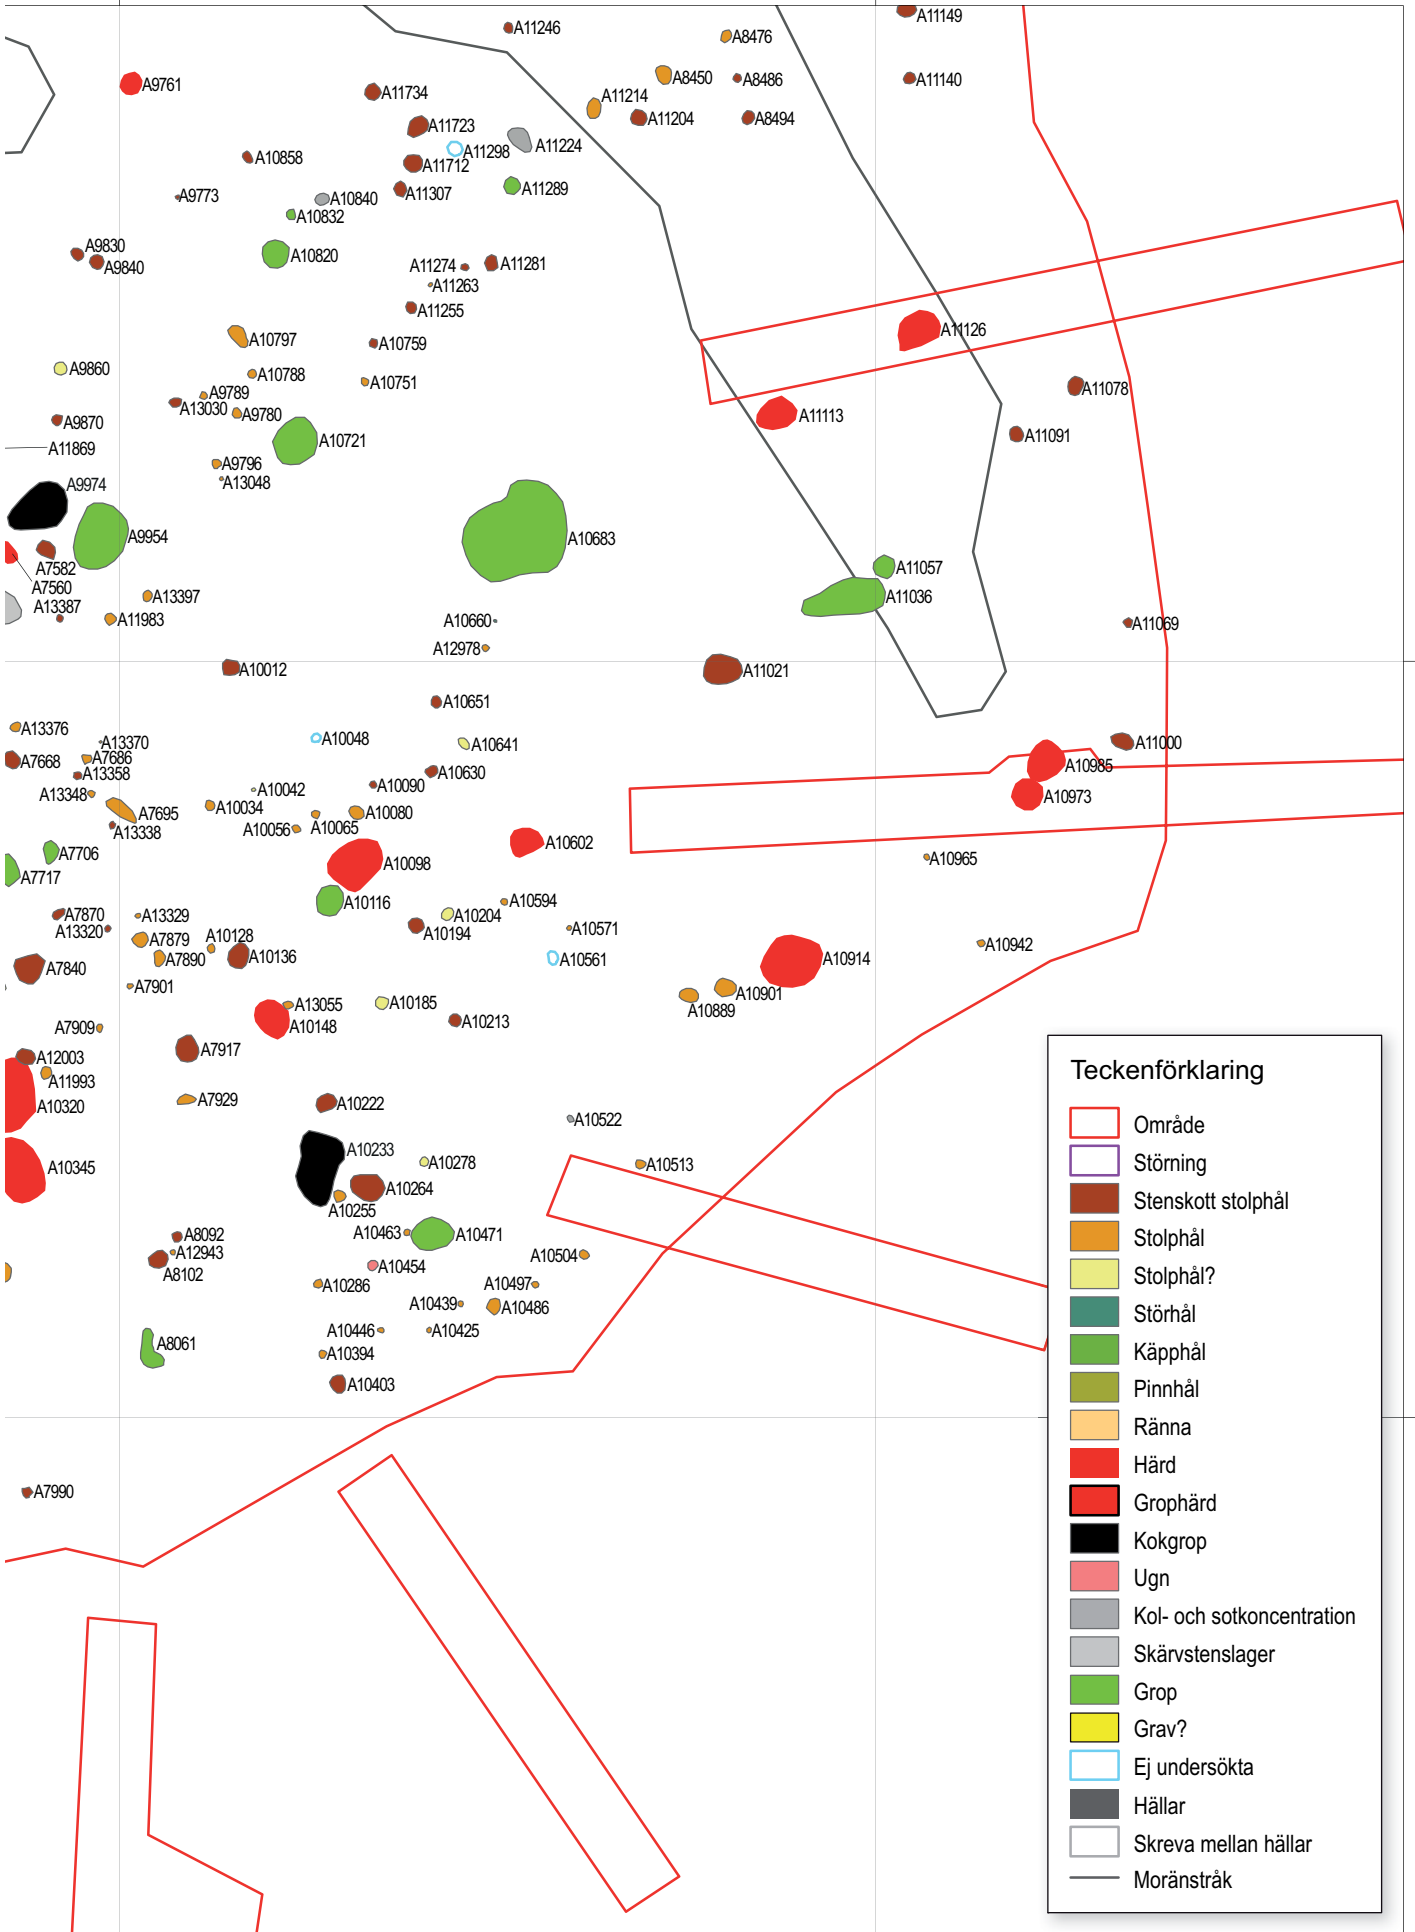 A11246
A8476
A11149
A9761
A11734
A8450
A8486
A11140
A11214
A11204
A8494
A11723
A11298
A11224
A11712
A10858
A11289
A11307
A9773
A10840
A10832
A9830
A9840
A10820
A11274
A11281
A11263
A11255
A11126
A10797
A10759
A9860
A10788
A10751
A11078
A9789
A13030
A9780
A11113
A9870
A11869
A10721
A11091
A9796
A13048
A9974
A9954
A10683
A7582
A7560
A11057
A13387
A13397
A11036
A11983
A10660
A11069
A12978
A10012
A11021
A10651
A13376
A13370
A10048
A10641
A11000
A7668
A7686
A13358
A10630
A10985
A13348
A10042
A10090
A10973
A7695
A10034
A10080
A13338
A10056
A10065
A10602
A7706
A10098
A10965
A7717
A10116
A10594
A7870
A13329
A10204
A13320
A10194
A10571
A7879
A10128
A7890
A10136
A10561
A10942
A7840
A10914
A7901
A10901
A10889
A13055
A10185
A10148
A10213
A7909
A7917
A12003
A11993
A10320
A7929
A10222
A10522
A10233
A10278
A10513
A10345
A10264
A10255
A8092
A10463
A10471
A12943
A8102
A10454
A10504
A10286
A10497
A10439
A10486
A10446
A10425
A8061
A10394
A10403
A7990
Teckenförklaring
Område
Störning
Stenskott stolphål
Stolphål
Stolphål?
Störhål
Käpphål
Pinnhål
Ränna
Härd
Grophärd
Kokgrop
Ugn
Kol- och sotkoncentration
Skärvstenslager
Grop
Grav?
Ej undersökta
Hällar
Skreva mellan hällar
Moränstråk